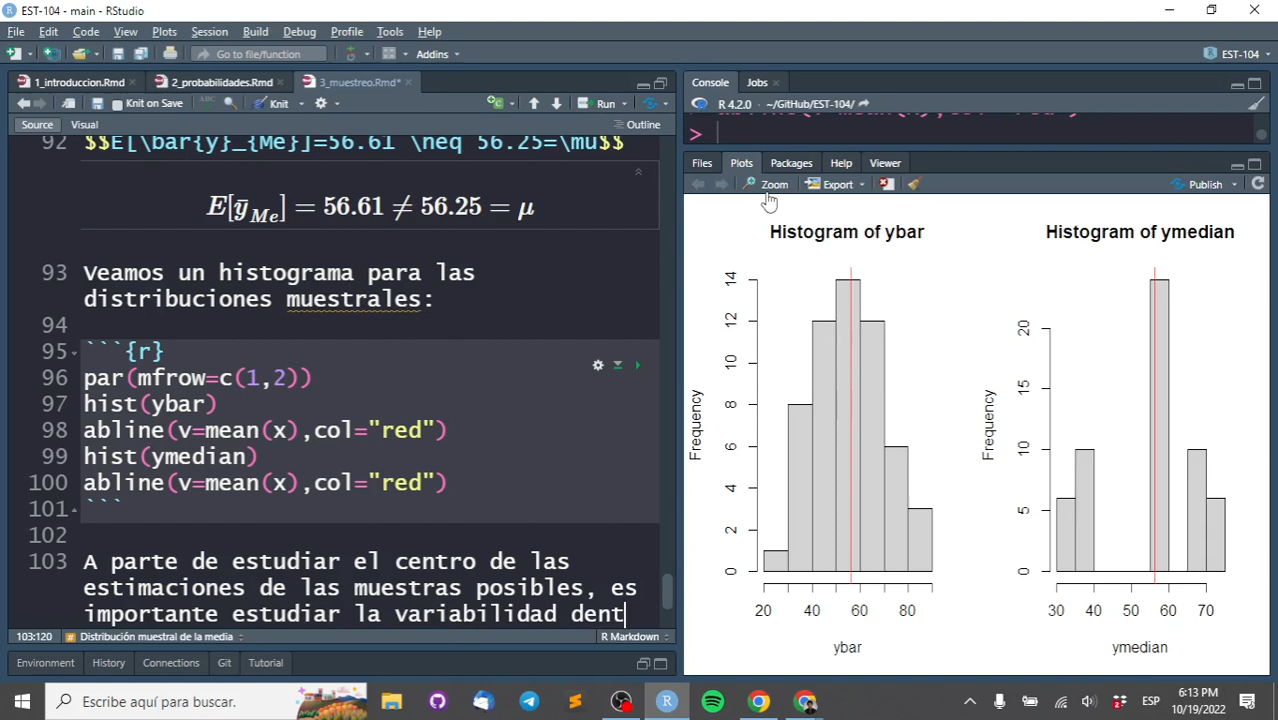 EST-104 - main - RStudio
File Edit Code View Plots Session Build Debug Profile Tools Help
Go to file/function Addins EST-104
1_introduccion.Rmd 2_probabilidades.Rmd 3_muestreo.Rmd*
Knit on Save ABC Knit Run
Source Visual Outline
92 $$E[\bar{y}_{Me}]=56.61 \neq 56.25=\mu$$
E[ȳ_Me] = 56.61 ≠ 56.25 = μ
93 Veamos un histograma para las
distribuciones muestrales:
94
95 ```{r}
96 par(mfrow=c(1,2))
97 hist(ybar)
98 abline(v=mean(x),col="red")
99 hist(ymedian)
100 abline(v=mean(x),col="red")
101 ```
102
103 A parte de estudiar el centro de las
estimaciones de las muestras posibles, es
importante estudiar la variabilidad dent
103:120 Distribución muestral de la media R Markdown
Environment History Connections Git Tutorial
Console Jobs
R 4.2.0 · ~/GitHub/EST-104/
>
Files Plots Packages Help Viewer
Zoom Export Publish
Histogram of ybar
Frequency
0 2 4 6 8 10 12 14
20 40 60 80
ybar
Histogram of ymedian
Frequency
0 5 10 15 20
30 40 50 60 70
ymedian
Escribe aquí para buscar.
ESP
6:13 PM
10/19/2022